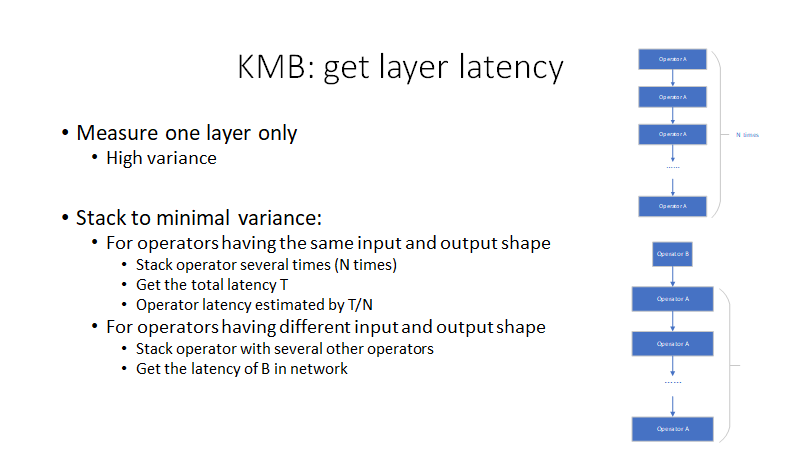 KMB: get layer latency
• Measure one layer only
• High variance
• Stack to minimal variance:
• For operators having the same input and output shape
• Stack operator several times (N times)
• Get the total latency T
• Operator latency estimated by T/N
• For operators having different input and output shape
• Stack operator with several other operators
• Get the latency of B in network
Operator A
Operator A
Operator A
......
Operator A
N times
Operator B
Operator A
Operator A
......
Operator A